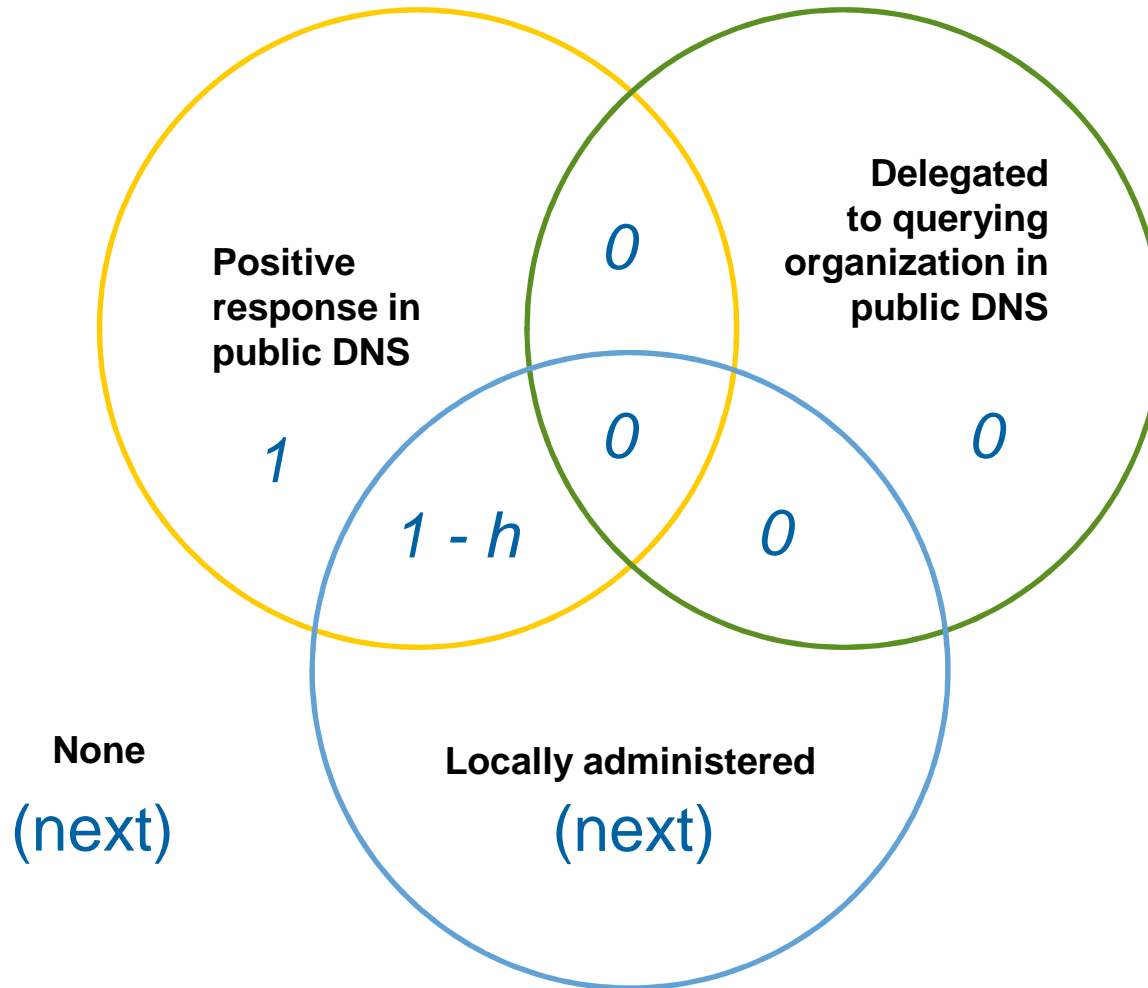 Delegated
to querying
organization in
public DNS
0
Positive
response in
public DNS
0
0
1
1 - h
0
None
Locally administered
(next)
(next)